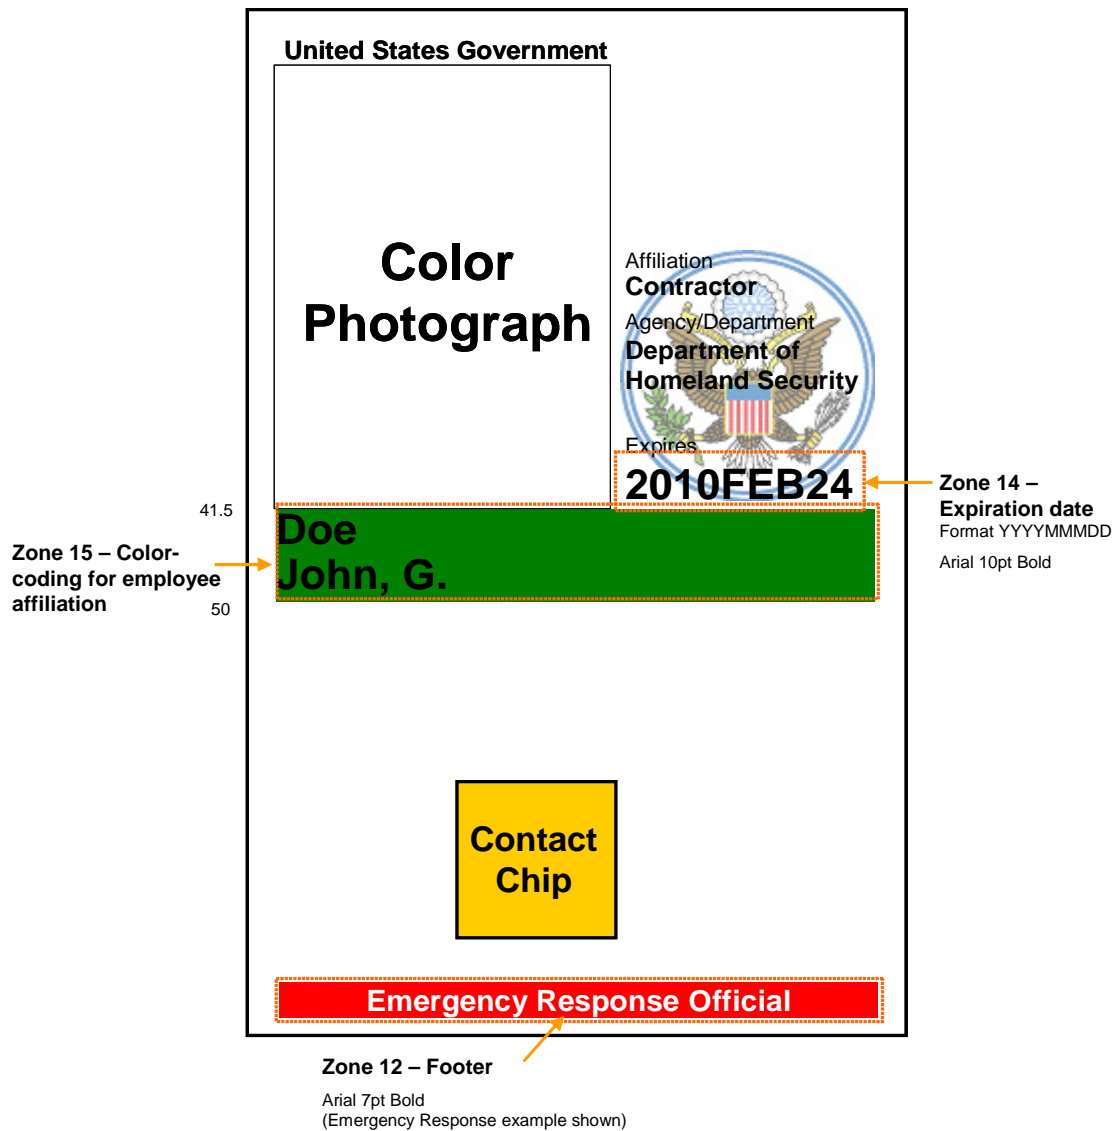 United States Government
Color
Photograph
Affiliation
Contractor
Agency/Department
Department of
Homeland Security
Expires
2010FEB24
Zone 14 –
Expiration date
Format YYYYMMMDD
Arial 10pt Bold
41.5
Doe
John, G.
Zone 15 – Color-
coding for employee
affiliation
50
Contact
Chip
Emergency Response Official
Zone 12 – Footer
Arial 7pt Bold
(Emergency Response example shown)